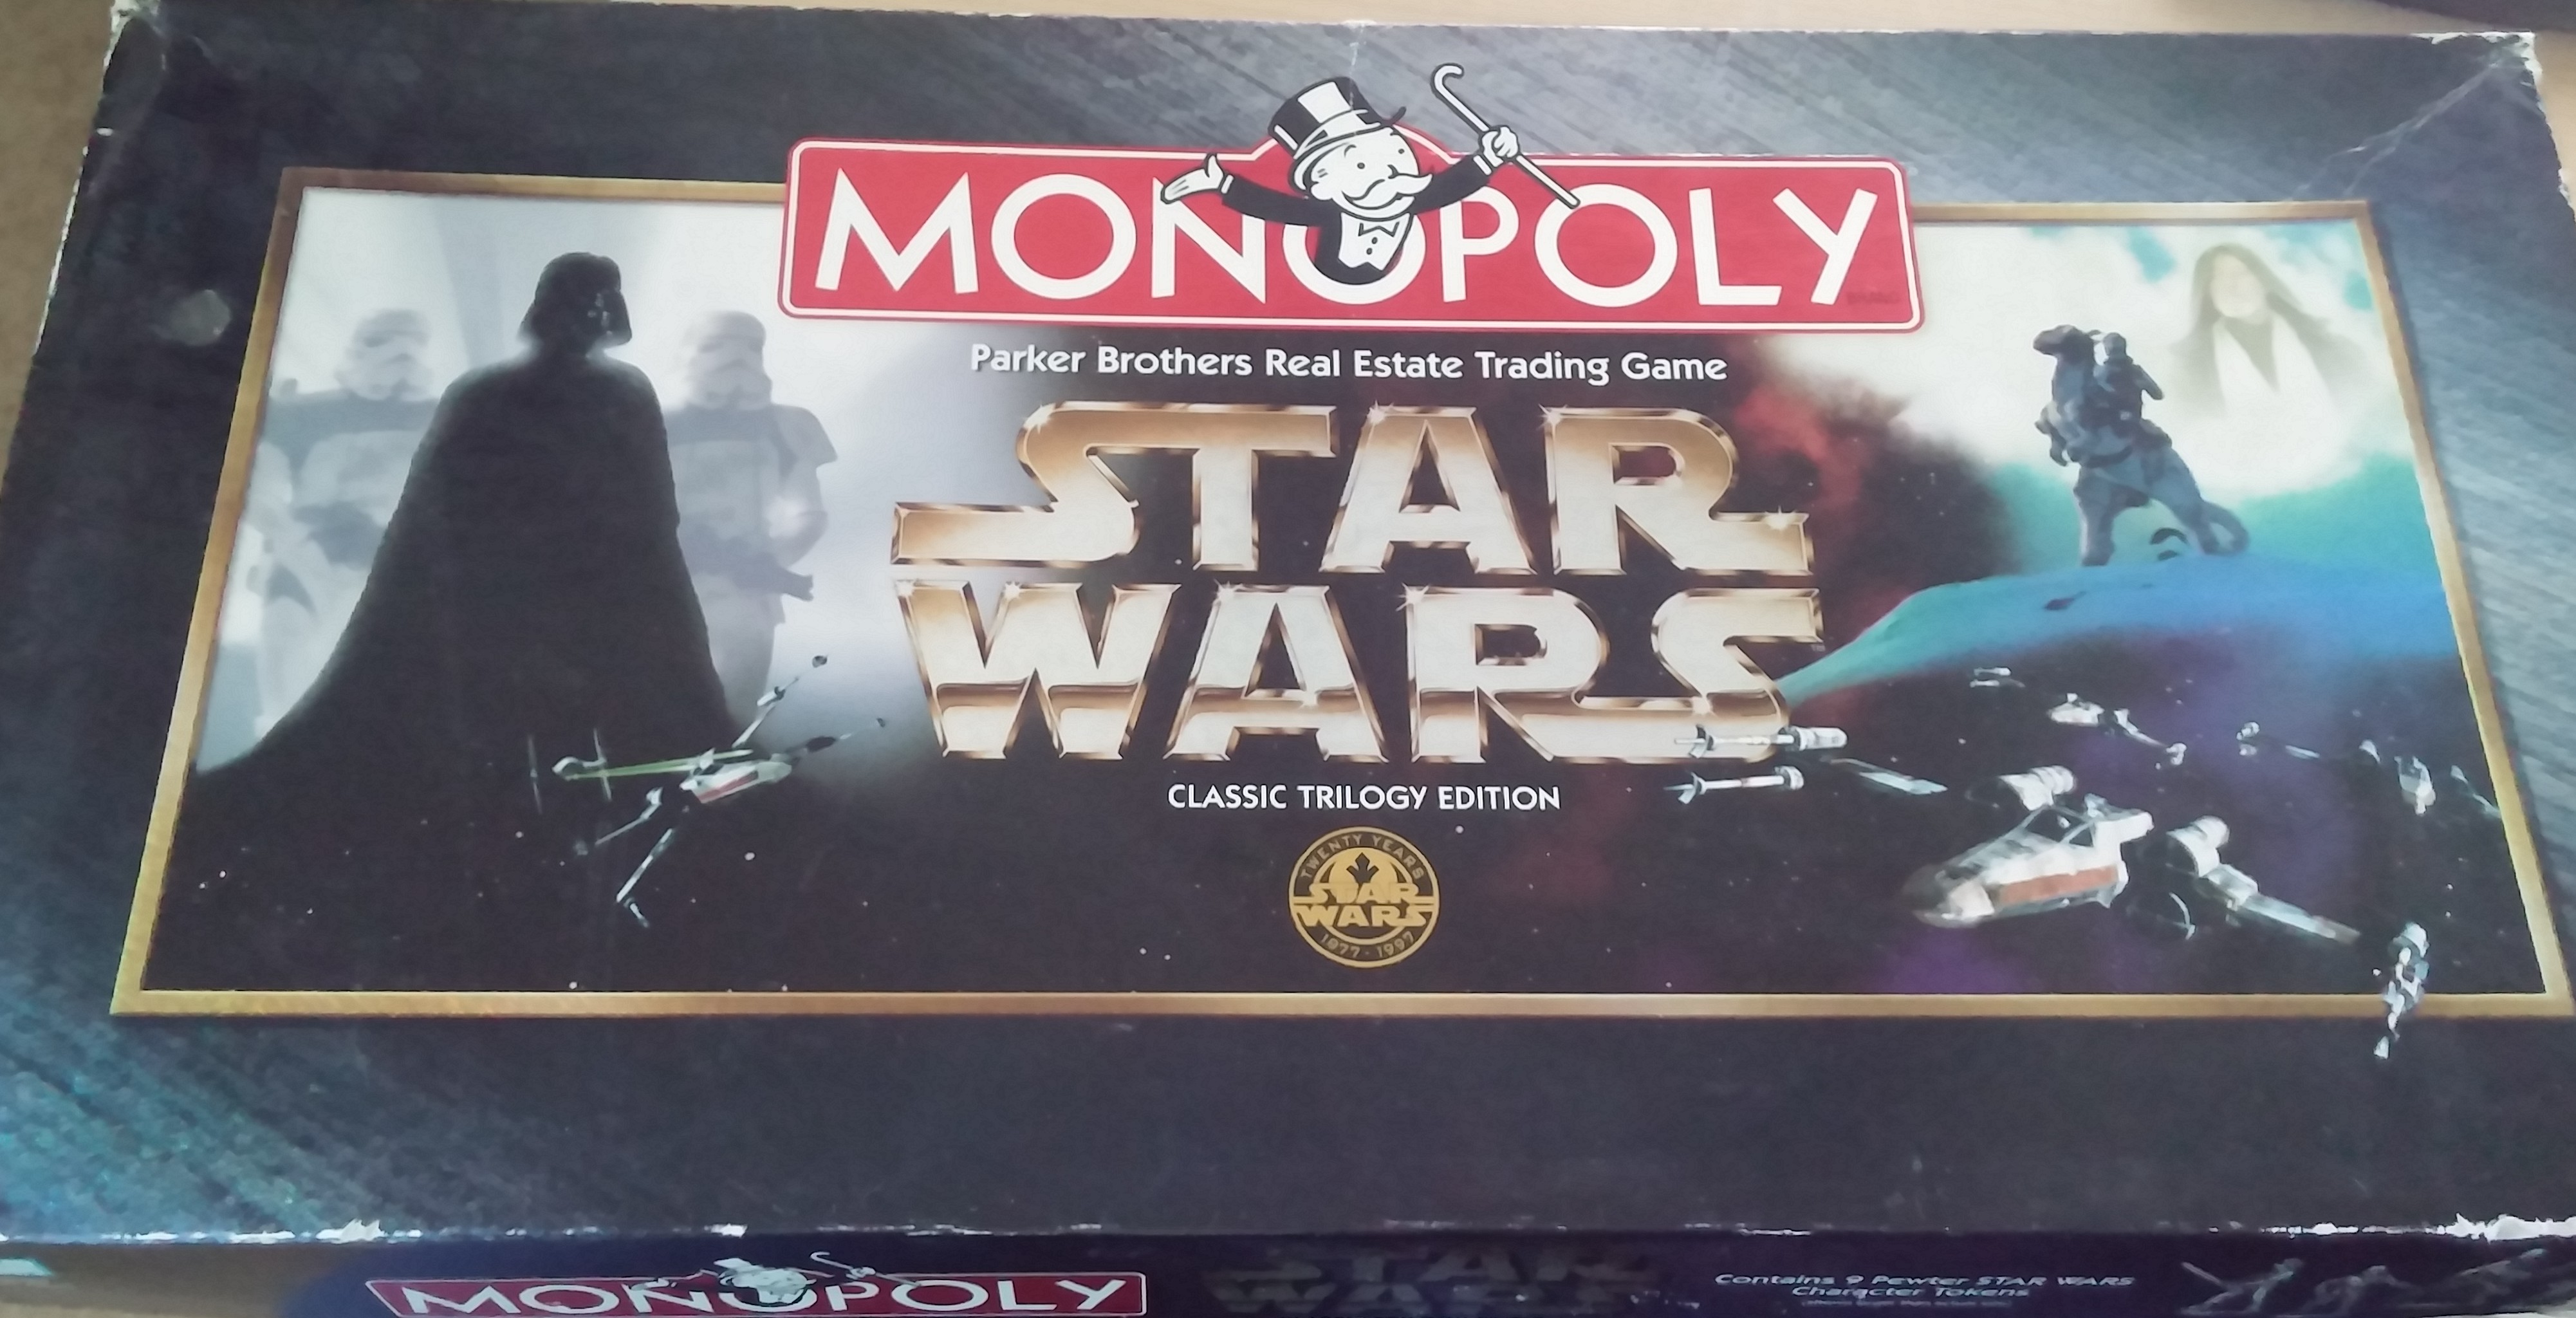 MONOPOLY
Parker Brothers Real Estate Trading Game
STAR
WARS
CLASSIC TRILOGY EDITION
TWENTY YEARS
STAR
WARS
1977 - 1997
MONOPOLY
STAR
WARS
Contains 9 Pewter STAR WARS
Character Tokens